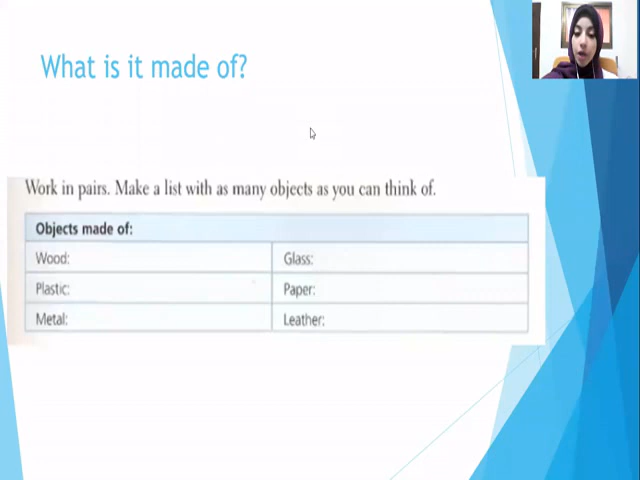 What is it made of?
Work in pairs. Make a list with as many objects as you can think of.
Objects made of:
Wood:
Glass:
Plastic:
Paper:
Metal:
Leather: